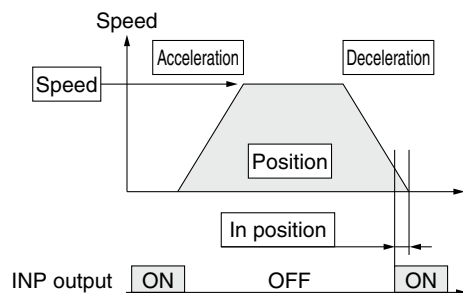 Speed
Acceleration
Deceleration
Speed
Position
In position
INP output
ON
OFF
ON